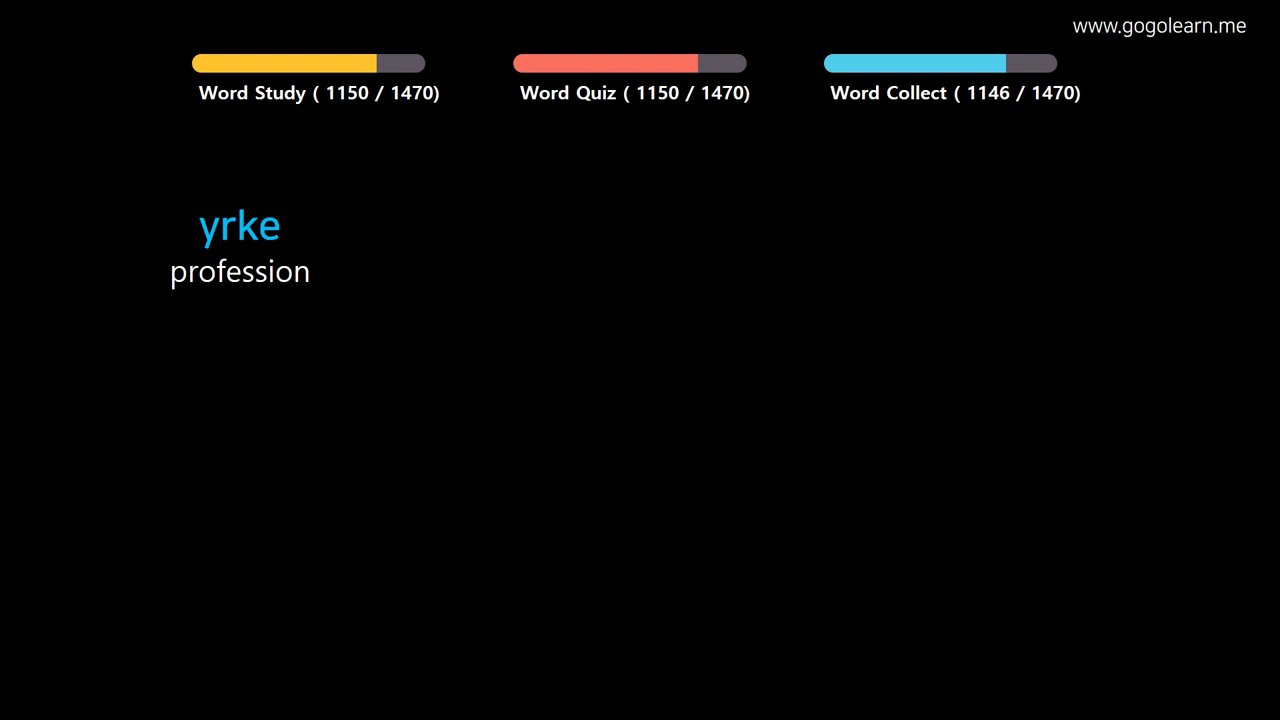 www.gogolearn.me
Word Study ( 1150 / 1470)
Word Quiz ( 1150 / 1470)
Word Collect ( 1146 / 1470)
yrke
profession